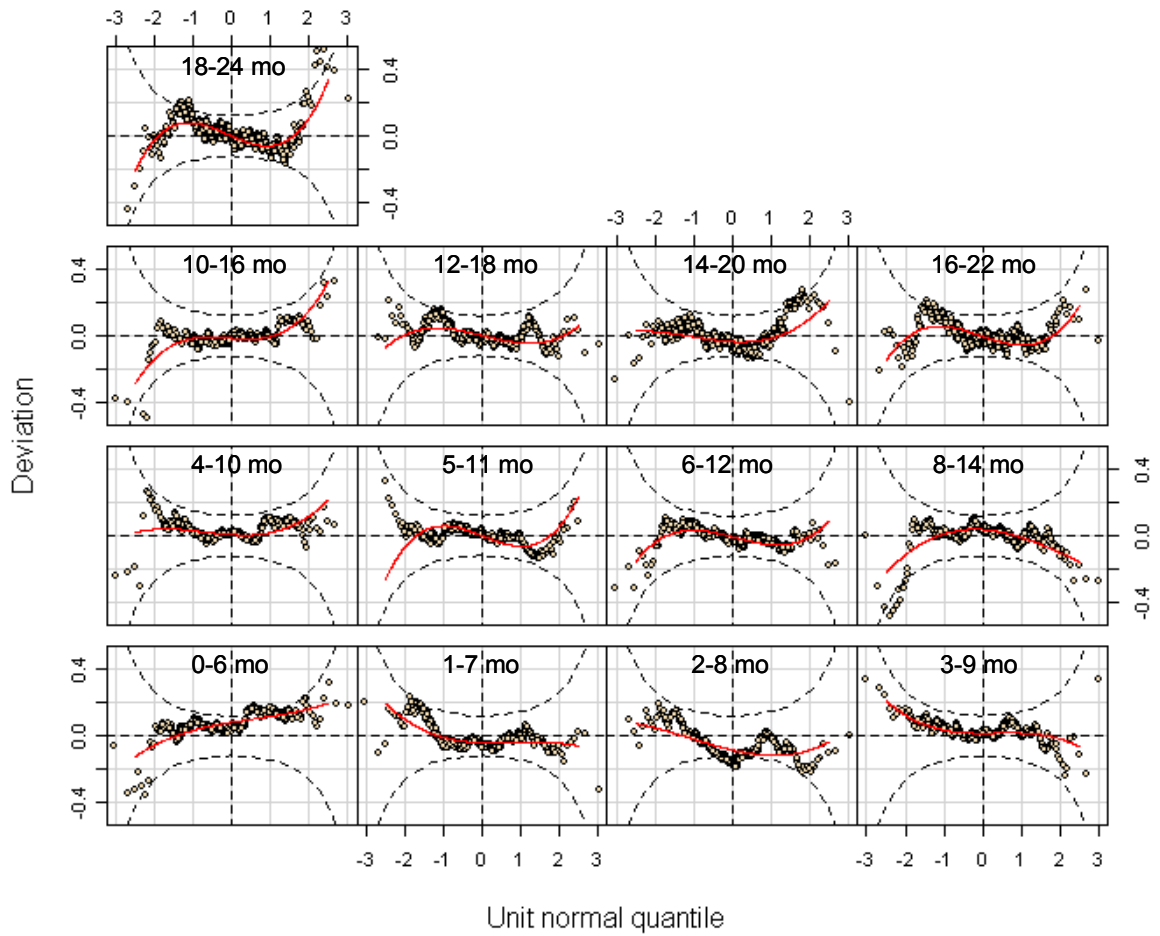 -3 -2 -1 0 1 2 3
18-24 mo
0.4
0.0
-0.4
-3 -2 -1 0 1 2 3
10-16 mo 12-18 mo 14-20 mo 16-22 mo
0.4
0.0
-0.4
Deviation
4-10 mo 5-11 mo 6-12 mo 8-14 mo
0.4
0.0
-0.4
0-6 mo 1-7 mo 2-8 mo 3-9 mo
0.4
0.0
-0.4
-3 -2 -1 0 1 2 3 -3 -2 -1 0 1 2 3
Unit normal quantile